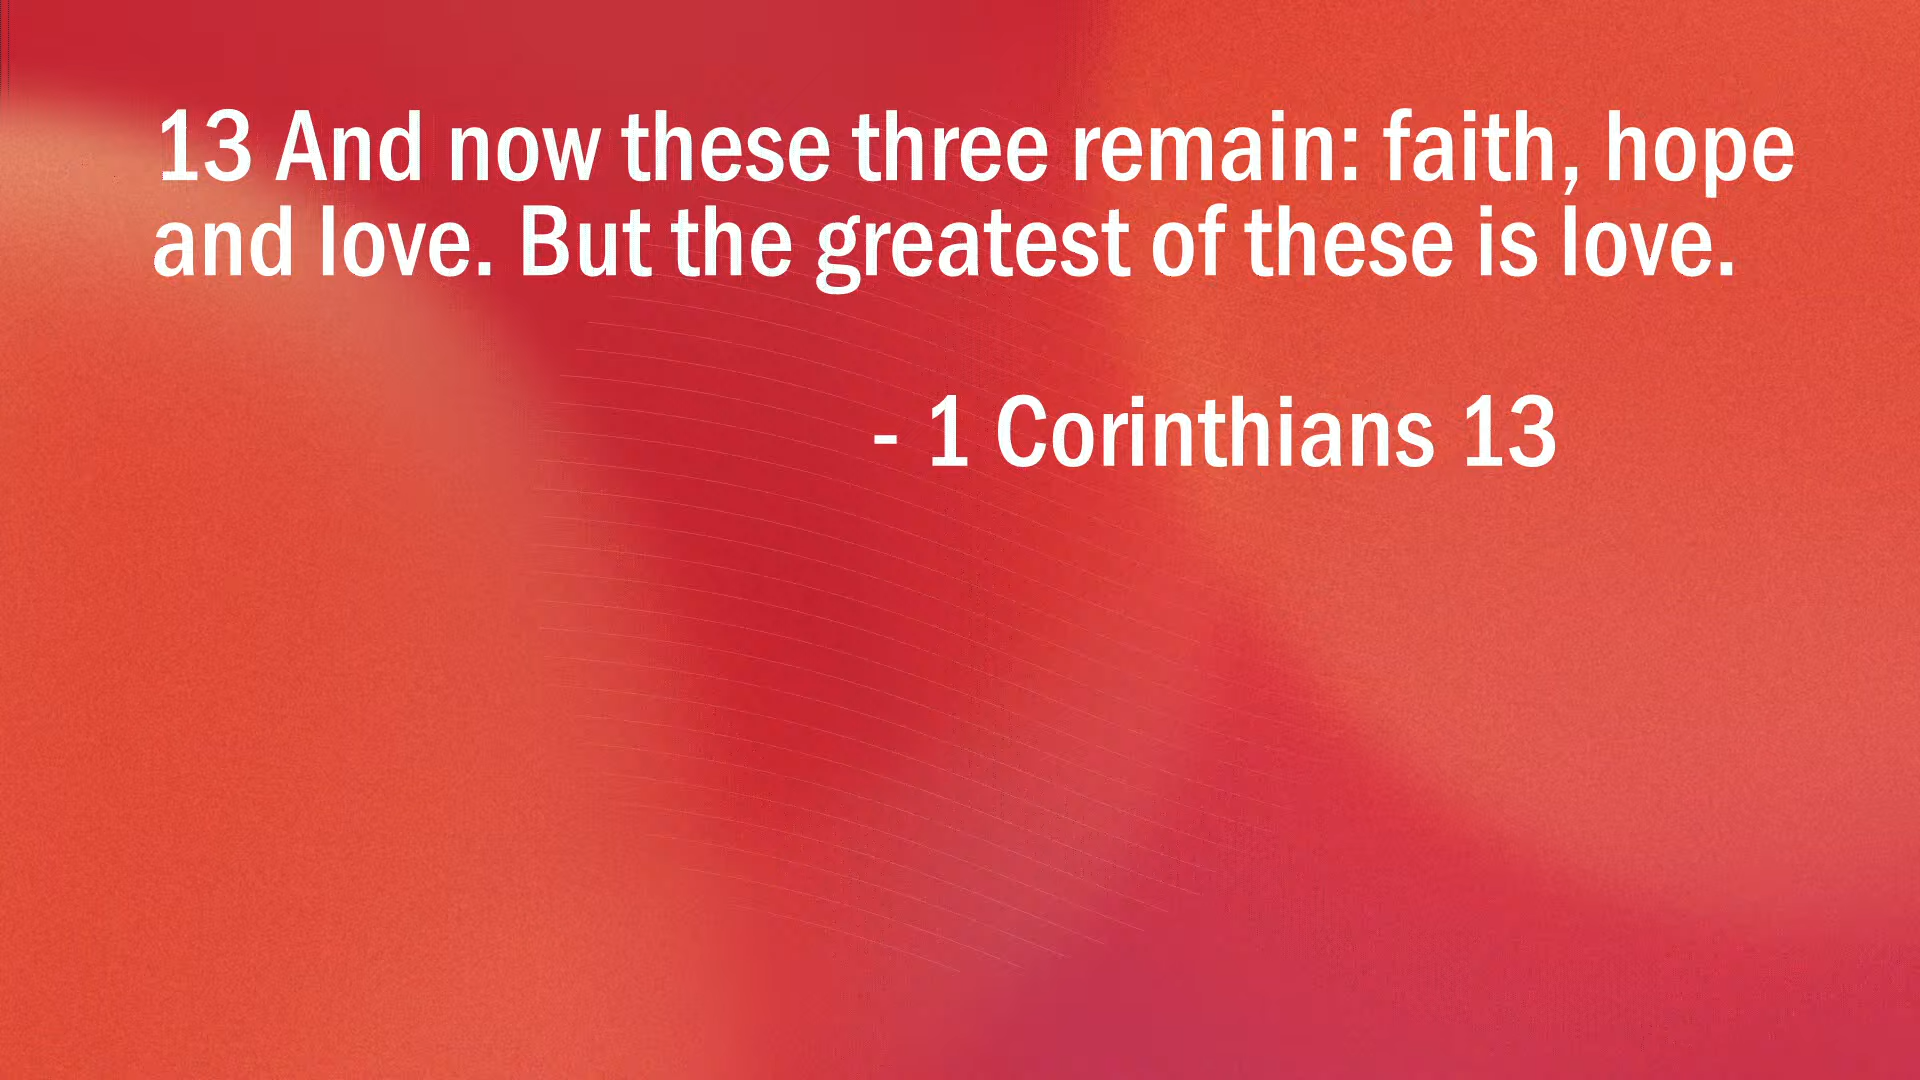 13 And now these three remain: faith, hope
and love. But the greatest of these is love.
- 1 Corinthians 13